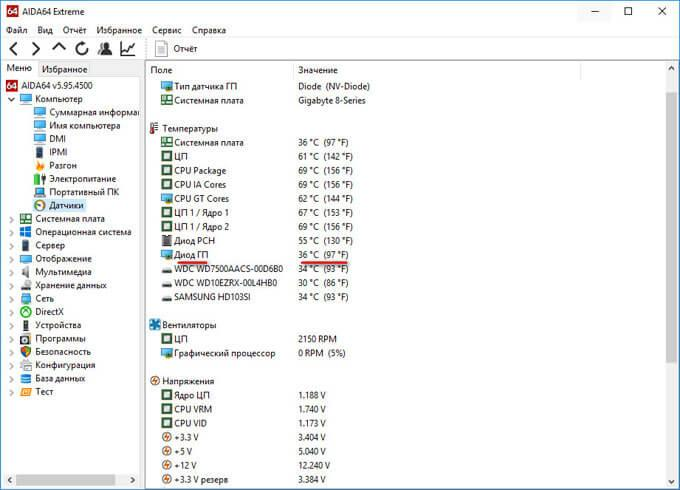 64 AIDA64 Extreme
Файл Вид Отчёт Избранное Сервис Справка
Отчёт
Меню Избранное
Поле Значение
64 AIDA64 v5.95.4500
Компьютер
Суммарная информа
Имя компьютера
DMI
IPMI
Разгон
Электропитание
Портативный ПК
Датчики
Системная плата
Операционная система
Сервер
Отображение
Мультимедиа
Хранение данных
Сеть
DirectX
Устройства
Программы
Безопасность
Конфигурация
База данных
Тест
Тип датчика ГП Diode (NV-Diode)
Системная плата Gigabyte 8-Series
Температуры
Системная плата 36 °C (97 °F)
ЦП 61 °C (142 °F)
CPU Package 69 °C (156 °F)
CPU IA Cores 69 °C (156 °F)
CPU GT Cores 62 °C (144 °F)
ЦП 1 / Ядро 1 67 °C (153 °F)
ЦП 1 / Ядро 2 69 °C (156 °F)
Диод PCH 55 °C (130 °F)
Диод ГП 36 °C (97 °F)
WDC WD7500AACS-00D6B0 34 °C (93 °F)
WDC WD10EZRX-00L4HB0 30 °C (86 °F)
SAMSUNG HD103SI 34 °C (93 °F)
Вентиляторы
ЦП 2150 RPM
Графический процессор 0 RPM (5%)
Напряжения
Ядро ЦП 1.188 V
CPU VRM 1.740 V
CPU VID 1.173 V
+3.3 V 3.404 V
+5 V 5.040 V
+12 V 12.240 V
+3.3 V резерв 3.384 V